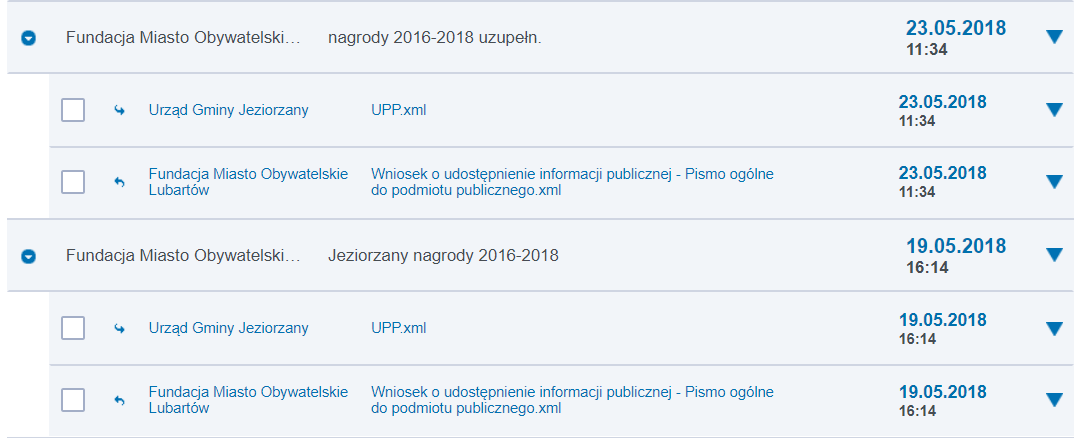 Fundacja Miasto Obywatelski... nagrody 2016-2018 uzupełn. 23.05.2018
11:34
Urząd Gminy Jeziorzany UPP.xml 23.05.2018
11:34
Fundacja Miasto Obywatelskie Wniosek o udostępnienie informacji publicznej - Pismo ogólne 23.05.2018
Lubartów do podmiotu publicznego.xml 11:34
Fundacja Miasto Obywatelski... Jeziorzany nagrody 2016-2018 19.05.2018
16:14
Urząd Gminy Jeziorzany UPP.xml 19.05.2018
16:14
Fundacja Miasto Obywatelskie Wniosek o udostępnienie informacji publicznej - Pismo ogólne 19.05.2018
Lubartów do podmiotu publicznego.xml 16:14